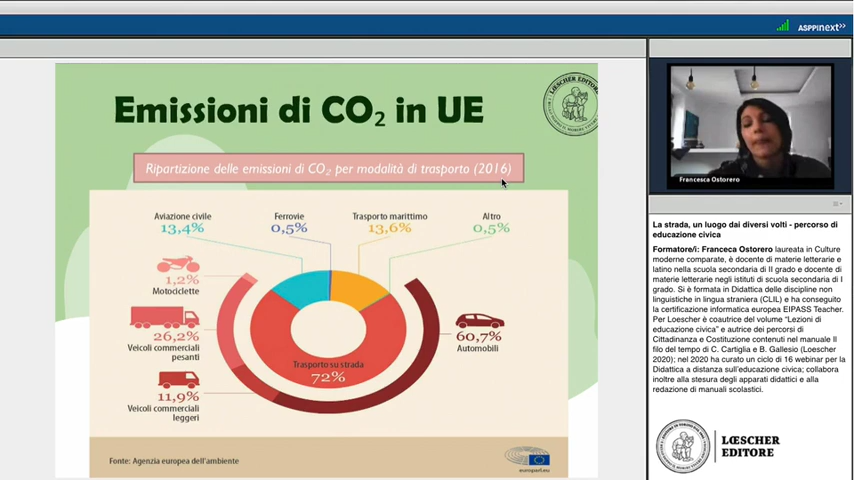 ASPPInext»
Emissioni di CO₂ in UE
LŒSCHER EDITORE
Ripartizione delle emissioni di CO₂ per modalità di trasporto (2016)
Aviazione civile
13,4%
Ferrovie
0,5%
Trasporto marittimo
13,6%
Altro
0,5%
1,2%
Motociclette
26,2%
Veicoli commerciali
pesanti
11,9%
Veicoli commerciali
leggeri
Trasporto su strada
72%
60,7%
Automobili
Fonte: Agenzia europea dell'ambiente
europarl.eu
Francesca Ostorero
La strada, un luogo dai diversi volti - percorso di
educazione civica
Formatore/i: Franceca Ostorero laureata in Culture
moderne comparate, è docente di materie letterarie e
latino nella scuola secondaria di II grado e docente di
materie letterarie negli istituti di scuola secondaria di I
grado. Si è formata in Didattica delle discipline non
linguistiche in lingua straniera (CLIL) e ha conseguito
la certificazione informatica europea EIPASS Teacher.
Per Loescher è coautrice del volume "Lezioni di
educazione civica" e autrice dei percorsi di
Cittadinanza e Costituzione contenuti nel manuale Il
filo del tempo di C. Cartiglia e B. Gallesio (Loescher
2020); nel 2020 ha curato un ciclo di 16 webinar per la
Didattica a distanza sull'educazione civica; collabora
inoltre alla stesura degli apparati didattici e alla
redazione di manuali scolastici.
LŒSCHER
EDITORE